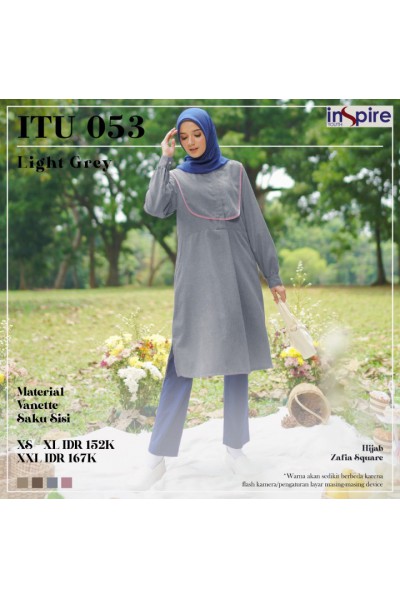 ITU 053
Light Grey
inspire
YOUTH
Material
Vanette
Saku Sisi
XS - XL IDR 152K
XXL IDR 167K
Hijab
Zafia Square
*Warna akan sedikit berbeda karena
flash kamera/pengaturan layar masing-masing device